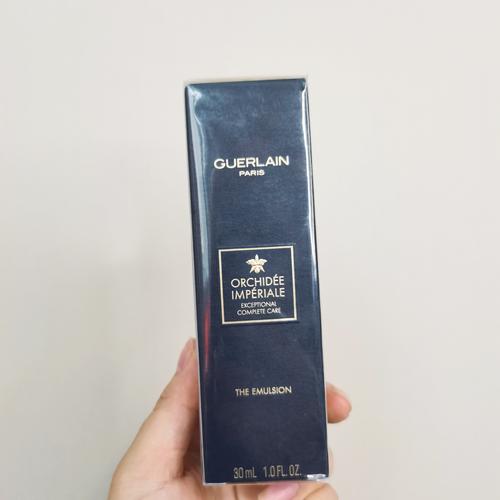 GUERLAIN
PARIS
ORCHIDÉE
IMPÉRIALE
EXCEPTIONAL
COMPLETE CARE
THE EMULSION
30 mL 1.0 FL. OZ.